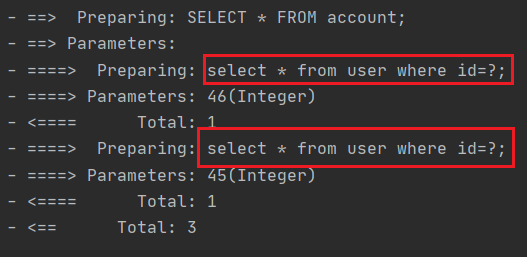 - ==>  Preparing: SELECT * FROM account;
- ==> Parameters:
- ====>  Preparing: select * from user where id=?;
- ====> Parameters: 46(Integer)
- <====      Total: 1
- ====>  Preparing: select * from user where id=?;
- ====> Parameters: 45(Integer)
- <====      Total: 1
- <==      Total: 3